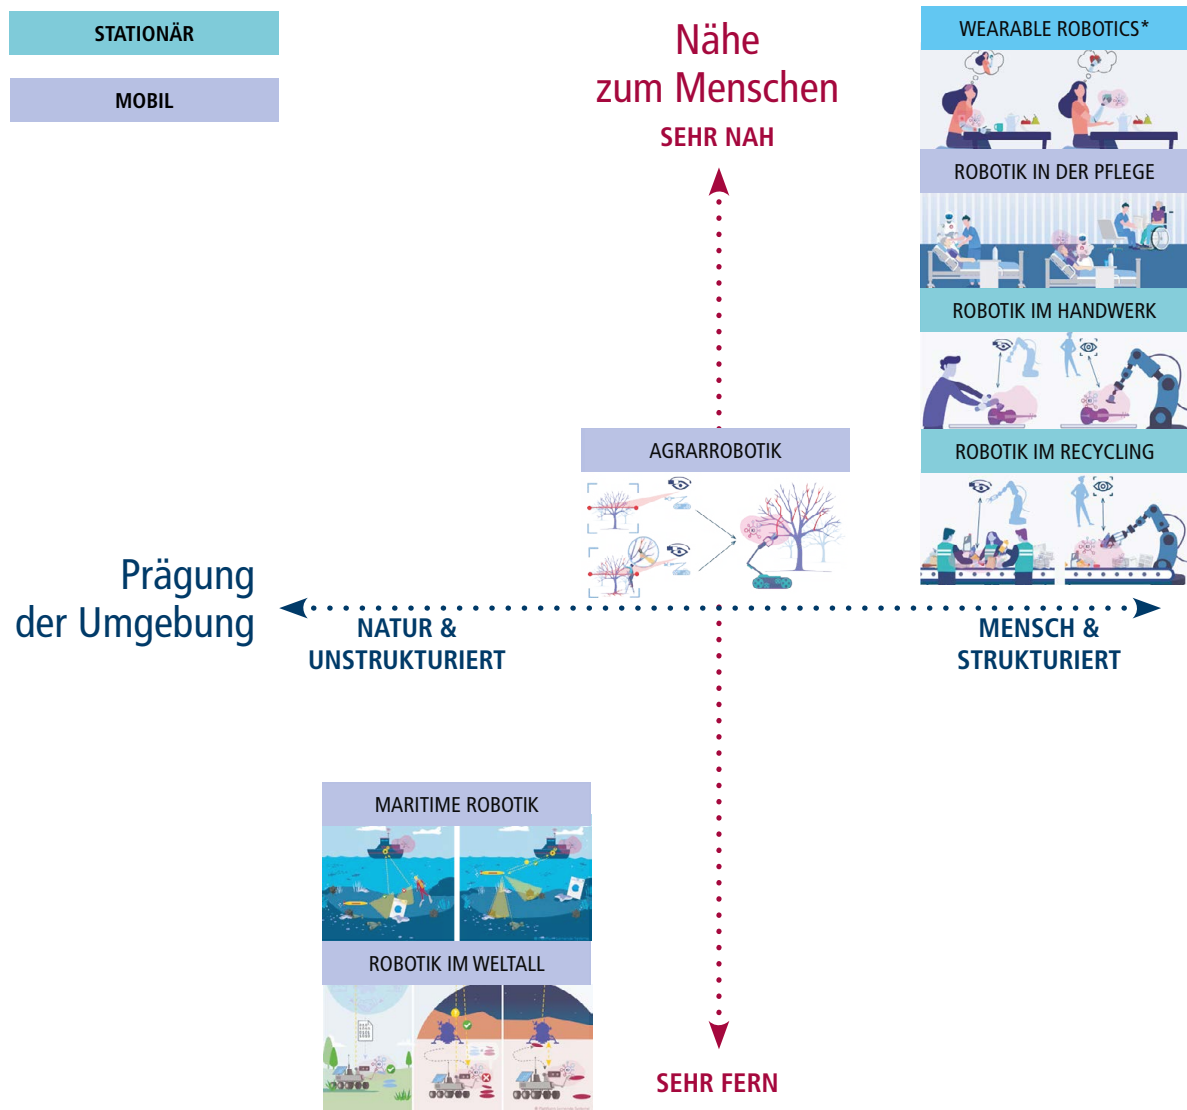 STATIONÄR
MOBIL
Nähe
zum Menschen
SEHR NAH
WEARABLE ROBOTICS*
ROBOTIK IN DER PFLEGE
ROBOTIK IM HANDWERK
ROBOTIK IM RECYCLING
AGRARROBOTIK
Prägung
der Umgebung
NATUR &
UNSTRUKTURIERT
MENSCH &
STRUKTURIERT
MARITIME ROBOTIK
ROBOTIK IM WELTALL
SEHR FERN